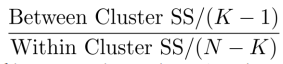 Between Cluster SS/(K − 1)
Within Cluster SS/(N − K)